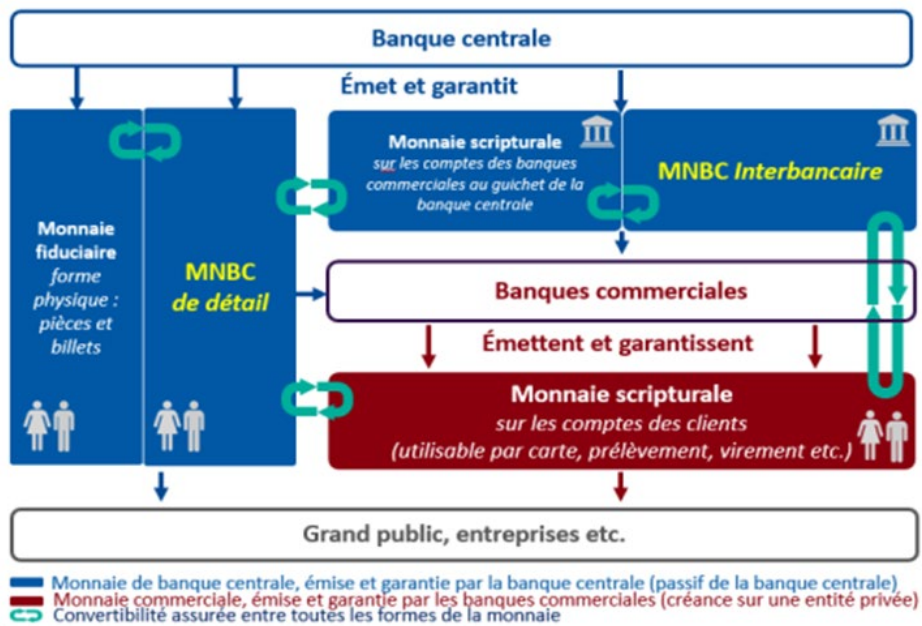 Banque centrale
Émet et garantit
Monnaie
fiduciaire
forme
physique :
pièces et
billets
MNBC
de détail
Monnaie scripturale
sur les comptes des banques
commerciales au guichet de la
banque centrale
MNBC Interbancaire
Banques commerciales
Émettent et garantissent
Monnaie scripturale
sur les comptes des clients
(utilisable par carte, prélèvement, virement etc.)
Grand public, entreprises etc.
Monnaie de banque centrale, émise et garantie par la banque centrale (passif de la banque centrale)
Monnaie commerciale, émise et garantie par les banques commerciales (créance sur une entité privée)
Convertibilité assurée entre toutes les formes de la monnaie